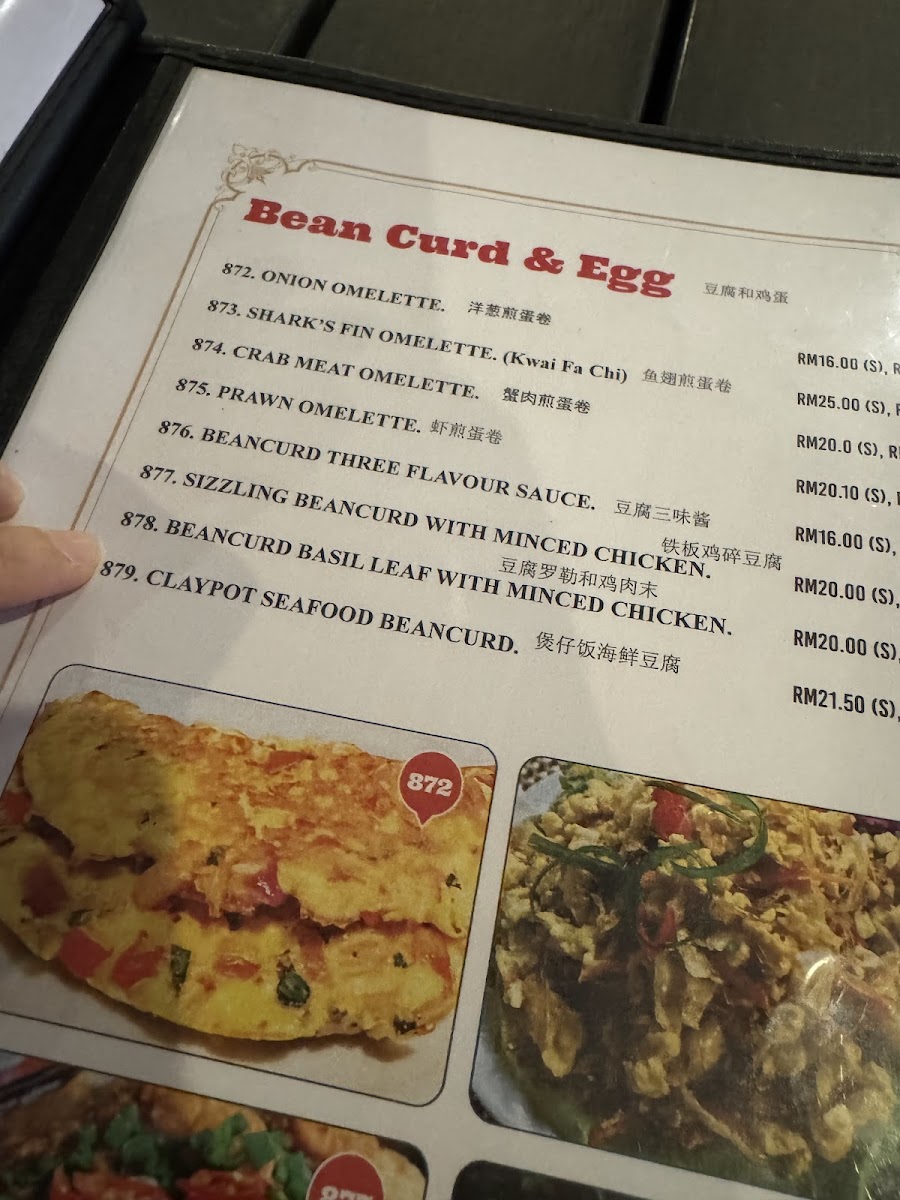 Bean Curd & Egg 豆腐和鸡蛋
872. ONION OMELETTE. 洋葱煎蛋卷 RM16.00 (S),
873. SHARK'S FIN OMELETTE. (Kwai Fa Chi) 鱼翅煎蛋卷 RM25.00 (S),
874. CRAB MEAT OMELETTE. 蟹肉煎蛋卷 RM20.0 (S),
875. PRAWN OMELETTE. 虾煎蛋卷 RM20.10 (S),
876. BEANCURD THREE FLAVOUR SAUCE. 豆腐三味酱 RM16.00 (S),
877. SIZZLING BEANCURD WITH MINCED CHICKEN. 铁板鸡碎豆腐 RM20.00 (S),
878. BEANCURD BASIL LEAF WITH MINCED CHICKEN. 豆腐罗勒和鸡肉末 RM20.00 (S),
879. CLAYPOT SEAFOOD BEANCURD. 煲仔饭海鲜豆腐 RM21.50 (S),
872